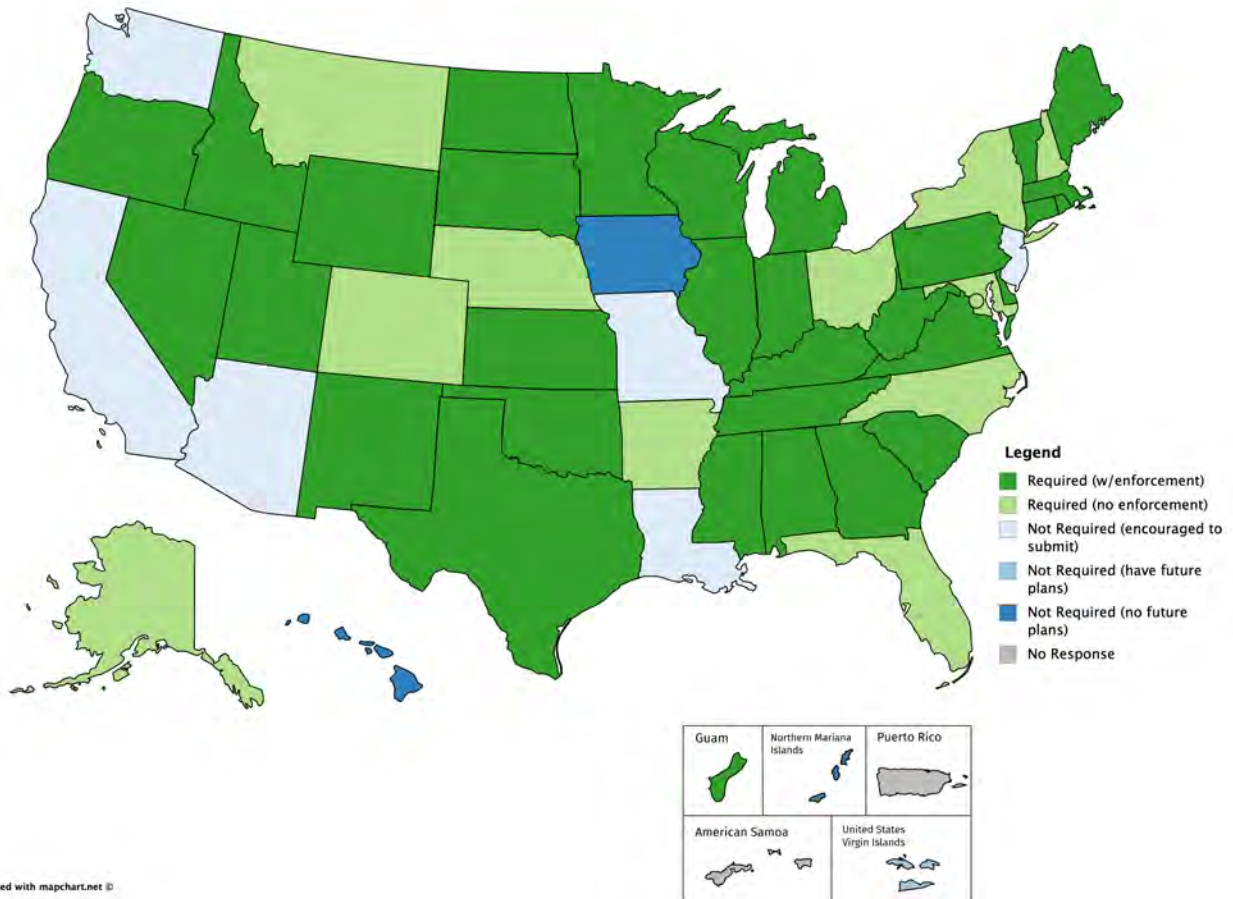 Legend
Required (w/enforcement)
Required (no enforcement)
Not Required (encouraged to
submit)
Not Required (have future
plans)
Not Required (no future
plans)
No Response
Guam
Northern Mariana
Islands
Puerto Rico
American Samoa
United States
Virgin Islands
ed with mapchart.net ©